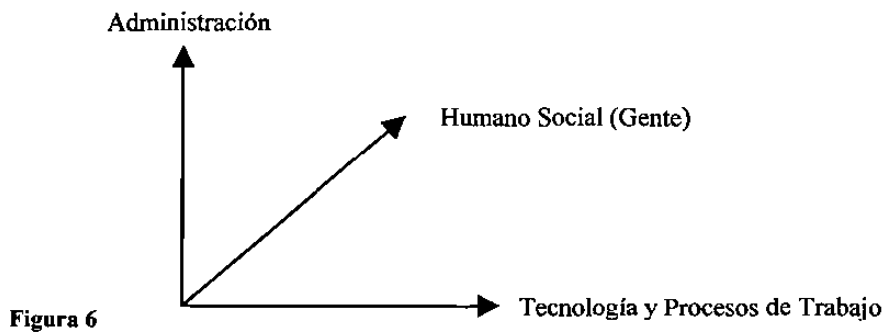 Administración
Humano Social (Gente)
Tecnología y Procesos de Trabajo
Figura 6